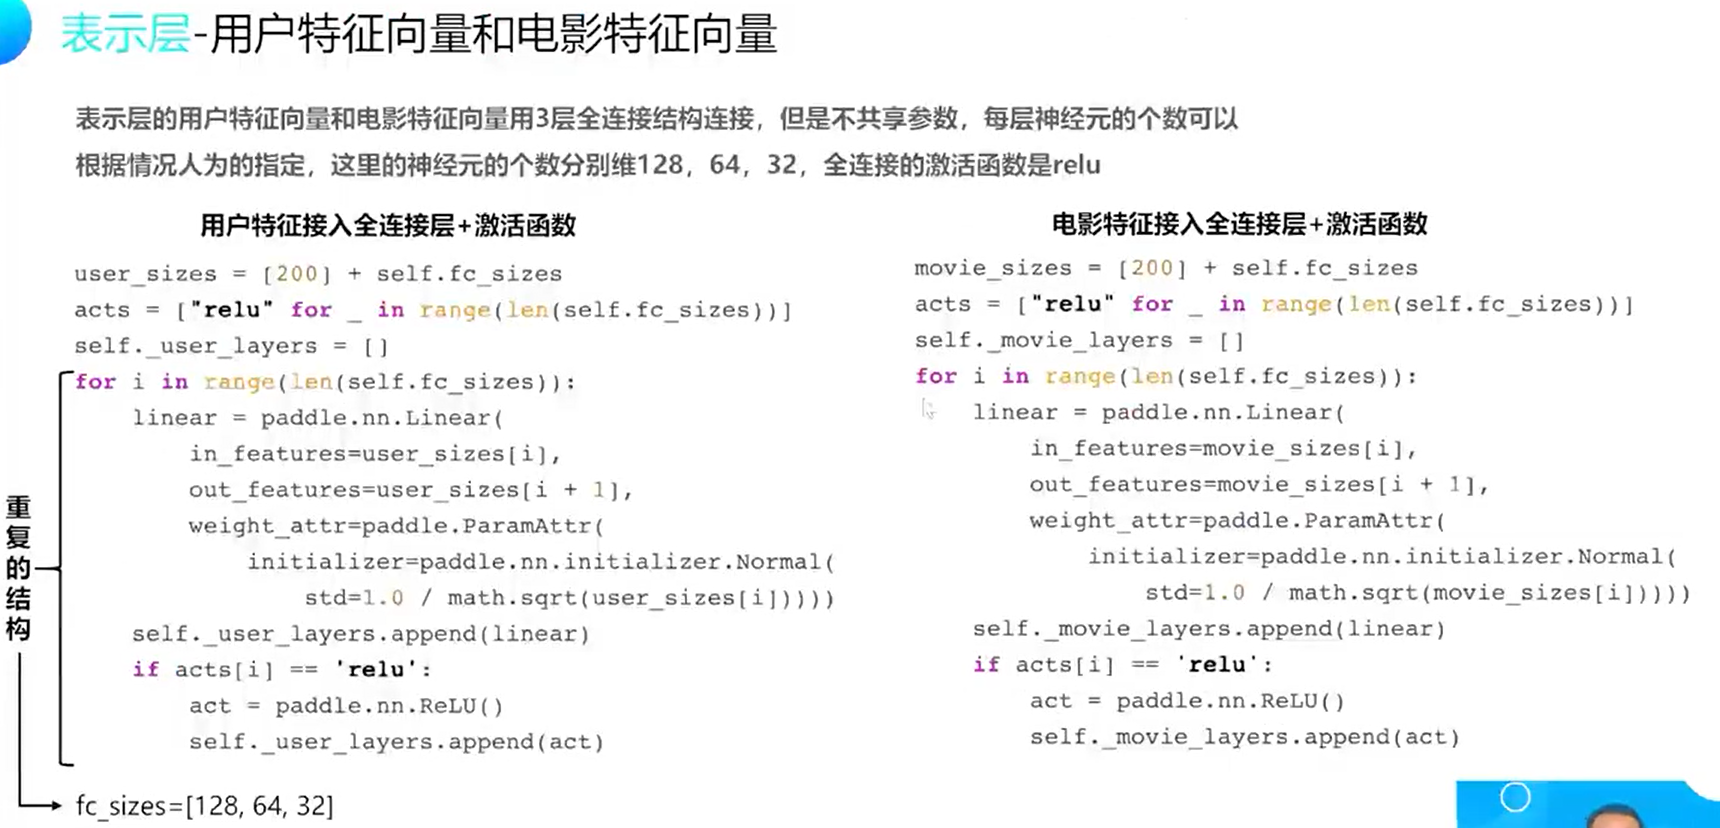 表示层-用户特征向量和电影特征向量
表示层的用户特征向量和电影特征向量用3层全连接结构连接，但是不共享参数，每层神经元的个数可以
根据情况人为的指定，这里的神经元的个数分别维128，64，32，全连接的激活函数是relu
用户特征接入全连接层+激活函数
user_sizes = [200] + self.fc_sizes
acts = ["relu" for _ in range(len(self.fc_sizes))]
self._user_layers = []
for i in range(len(self.fc_sizes)):
linear = paddle.nn.Linear(
in_features=user_sizes[i],
out_features=user_sizes[i + 1],
weight_attr=paddle.ParamAttr(
initializer=paddle.nn.initializer.Normal(
std=1.0 / math.sqrt(user_sizes[i]))))
self._user_layers.append(linear)
if acts[i] == 'relu':
act = paddle.nn.ReLU()
self._user_layers.append(act)
重复的结构
fc_sizes=[128, 64, 32]
电影特征接入全连接层+激活函数
movie_sizes = [200] + self.fc_sizes
acts = ["relu" for _ in range(len(self.fc_sizes))]
self._movie_layers = []
for i in range(len(self.fc_sizes)):
linear = paddle.nn.Linear(
in_features=movie_sizes[i],
out_features=movie_sizes[i + 1],
weight_attr=paddle.ParamAttr(
initializer=paddle.nn.initializer.Normal(
std=1.0 / math.sqrt(movie_sizes[i]))))
self._movie_layers.append(linear)
if acts[i] == 'relu':
act = paddle.nn.ReLU()
self._movie_layers.append(act)